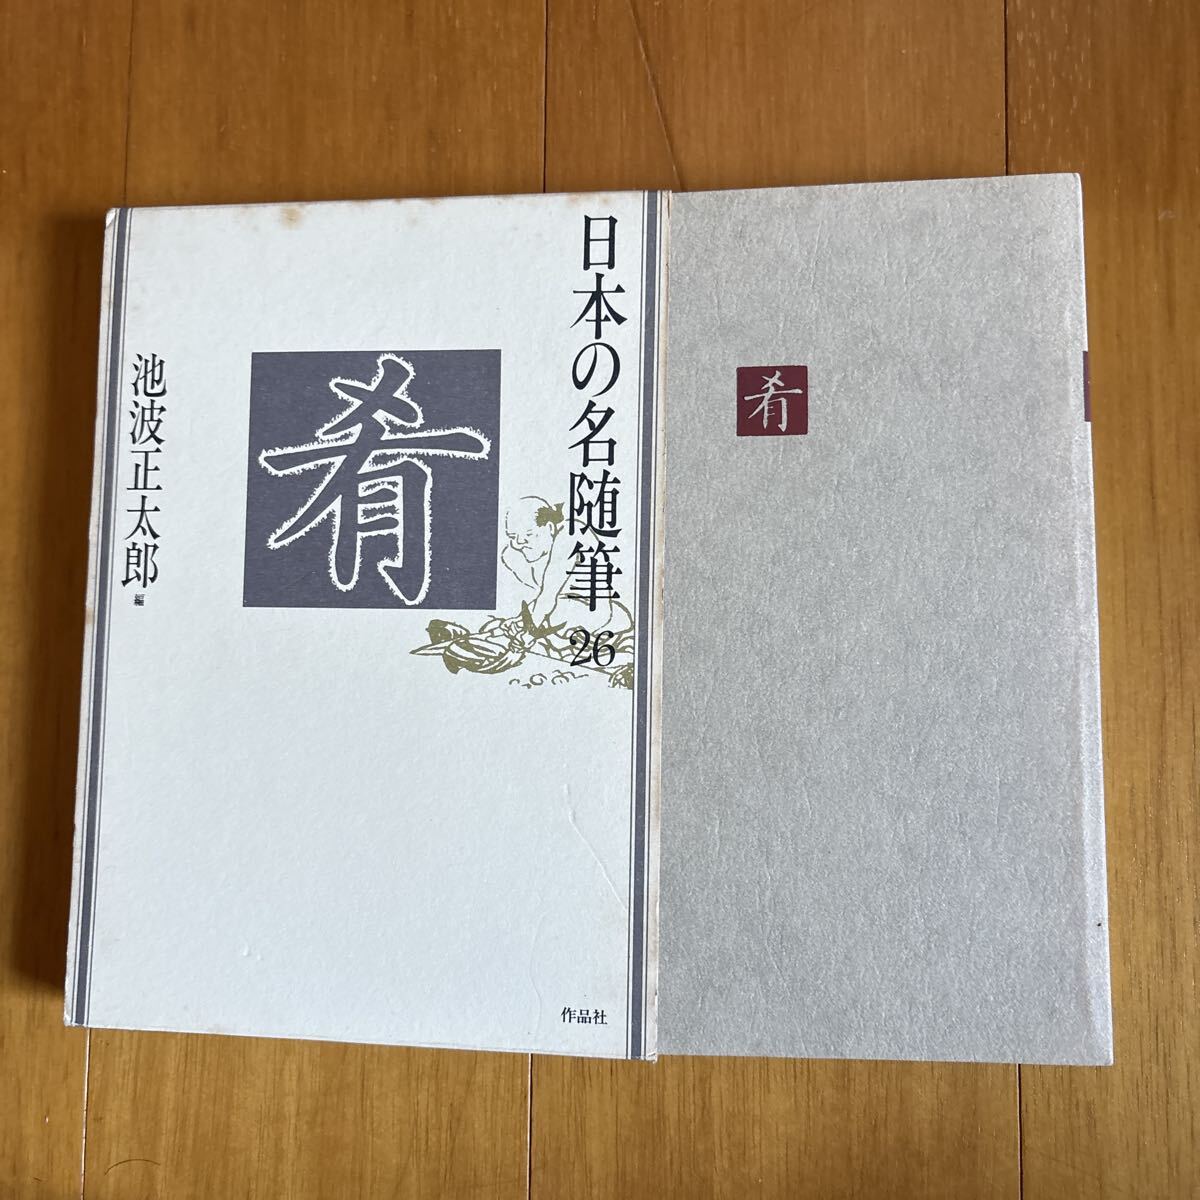 日本の名随筆 26
肴
池波正太郎 編
作品社
肴